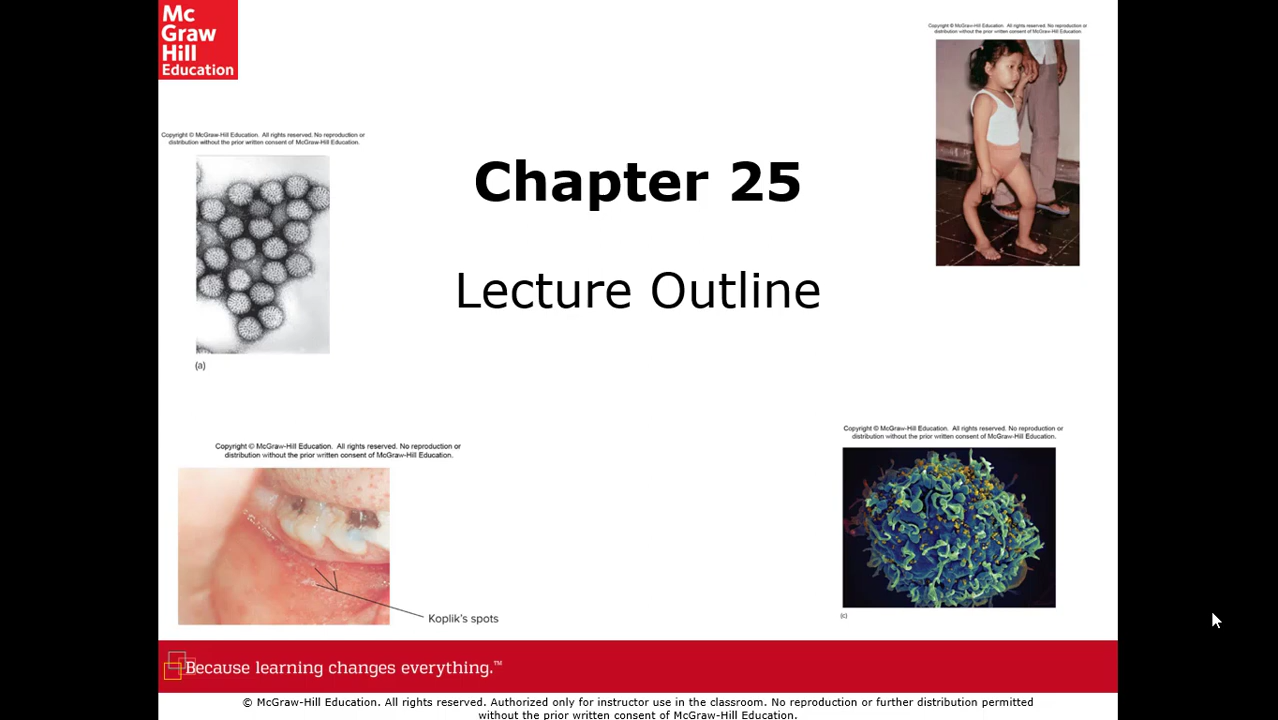 Mc
Graw
Hill
Education
Copyright © McGraw-Hill Education. All rights reserved. No reproduction or
distribution without the prior written consent of McGraw-Hill Education.
Copyright © McGraw-Hill Education. All rights reserved. No reproduction or
distribution without the prior written consent of McGraw-Hill Education.
Chapter 25
Lecture Outline
(a)
Copyright © McGraw-Hill Education. All rights reserved. No reproduction or
distribution without the prior written consent of McGraw-Hill Education.
Copyright © McGraw-Hill Education. All rights reserved. No reproduction or
distribution without the prior written consent of McGraw-Hill Education.
Koplik's spots
(c)
Because learning changes everything.™
© McGraw-Hill Education. All rights reserved. Authorized only for instructor use in the classroom. No reproduction or further distribution permitted
without the prior written consent of McGraw-Hill Education.